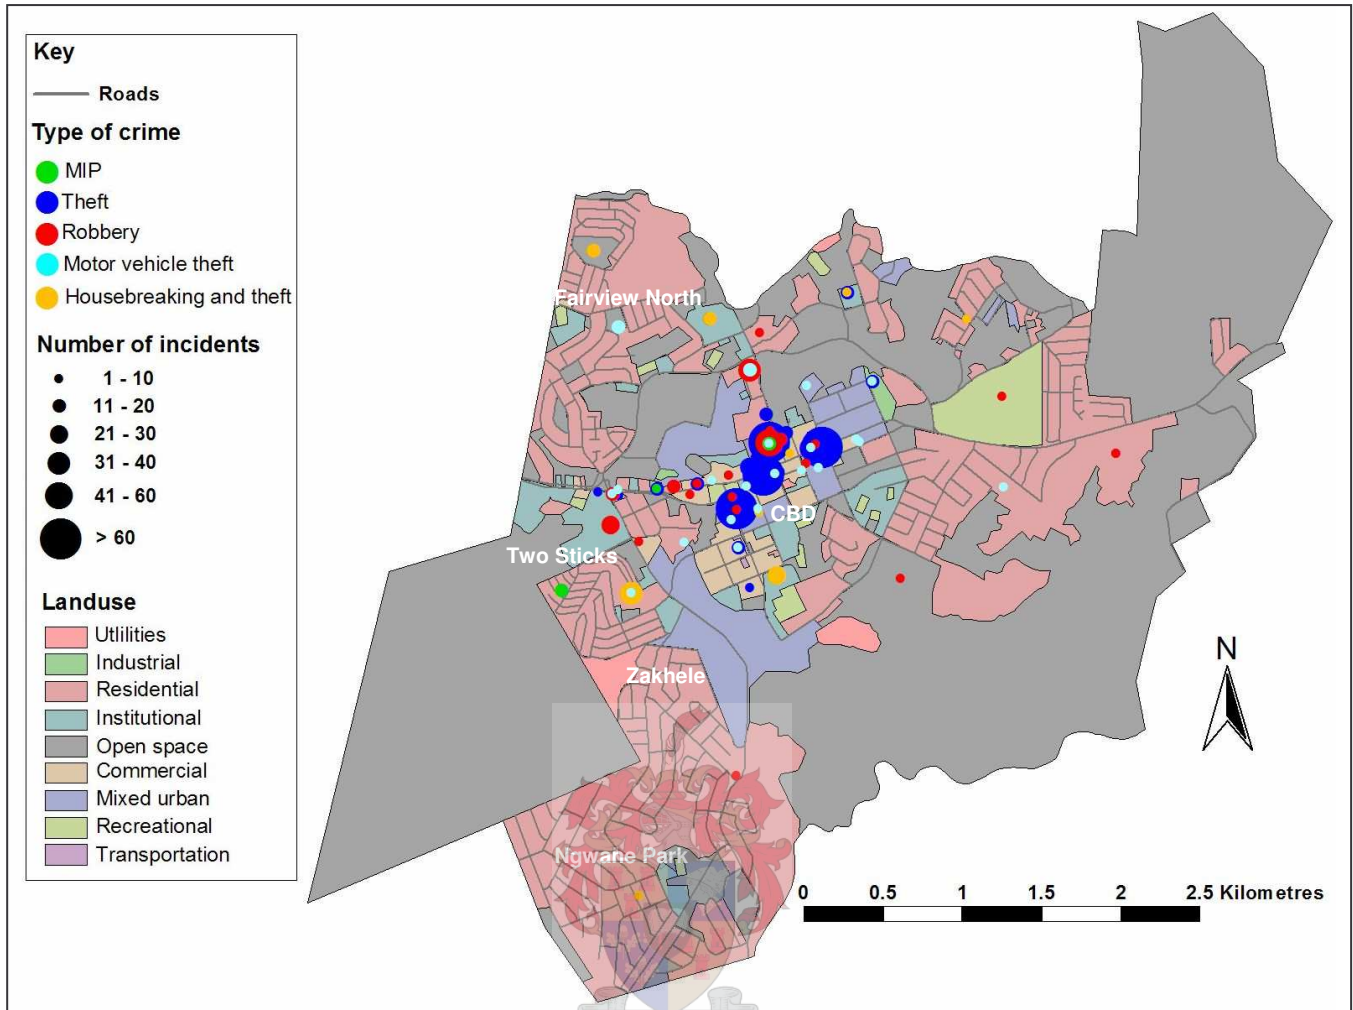 Key
Roads
Type of crime
MIP
Theft
Robbery
Motor vehicle theft
Housebreaking and theft
Number of incidents
1 - 10
11 - 20
21 - 30
31 - 40
41 - 60
> 60
Landuse
Utlilities
Industrial
Residential
Institutional
Open space
Commercial
Mixed urban
Recreational
Transportation
Fairview North
CBD
Two Sticks
Zakhele
Ngwane Park
N
0 0.5 1 1.5 2 2.5 Kilometres